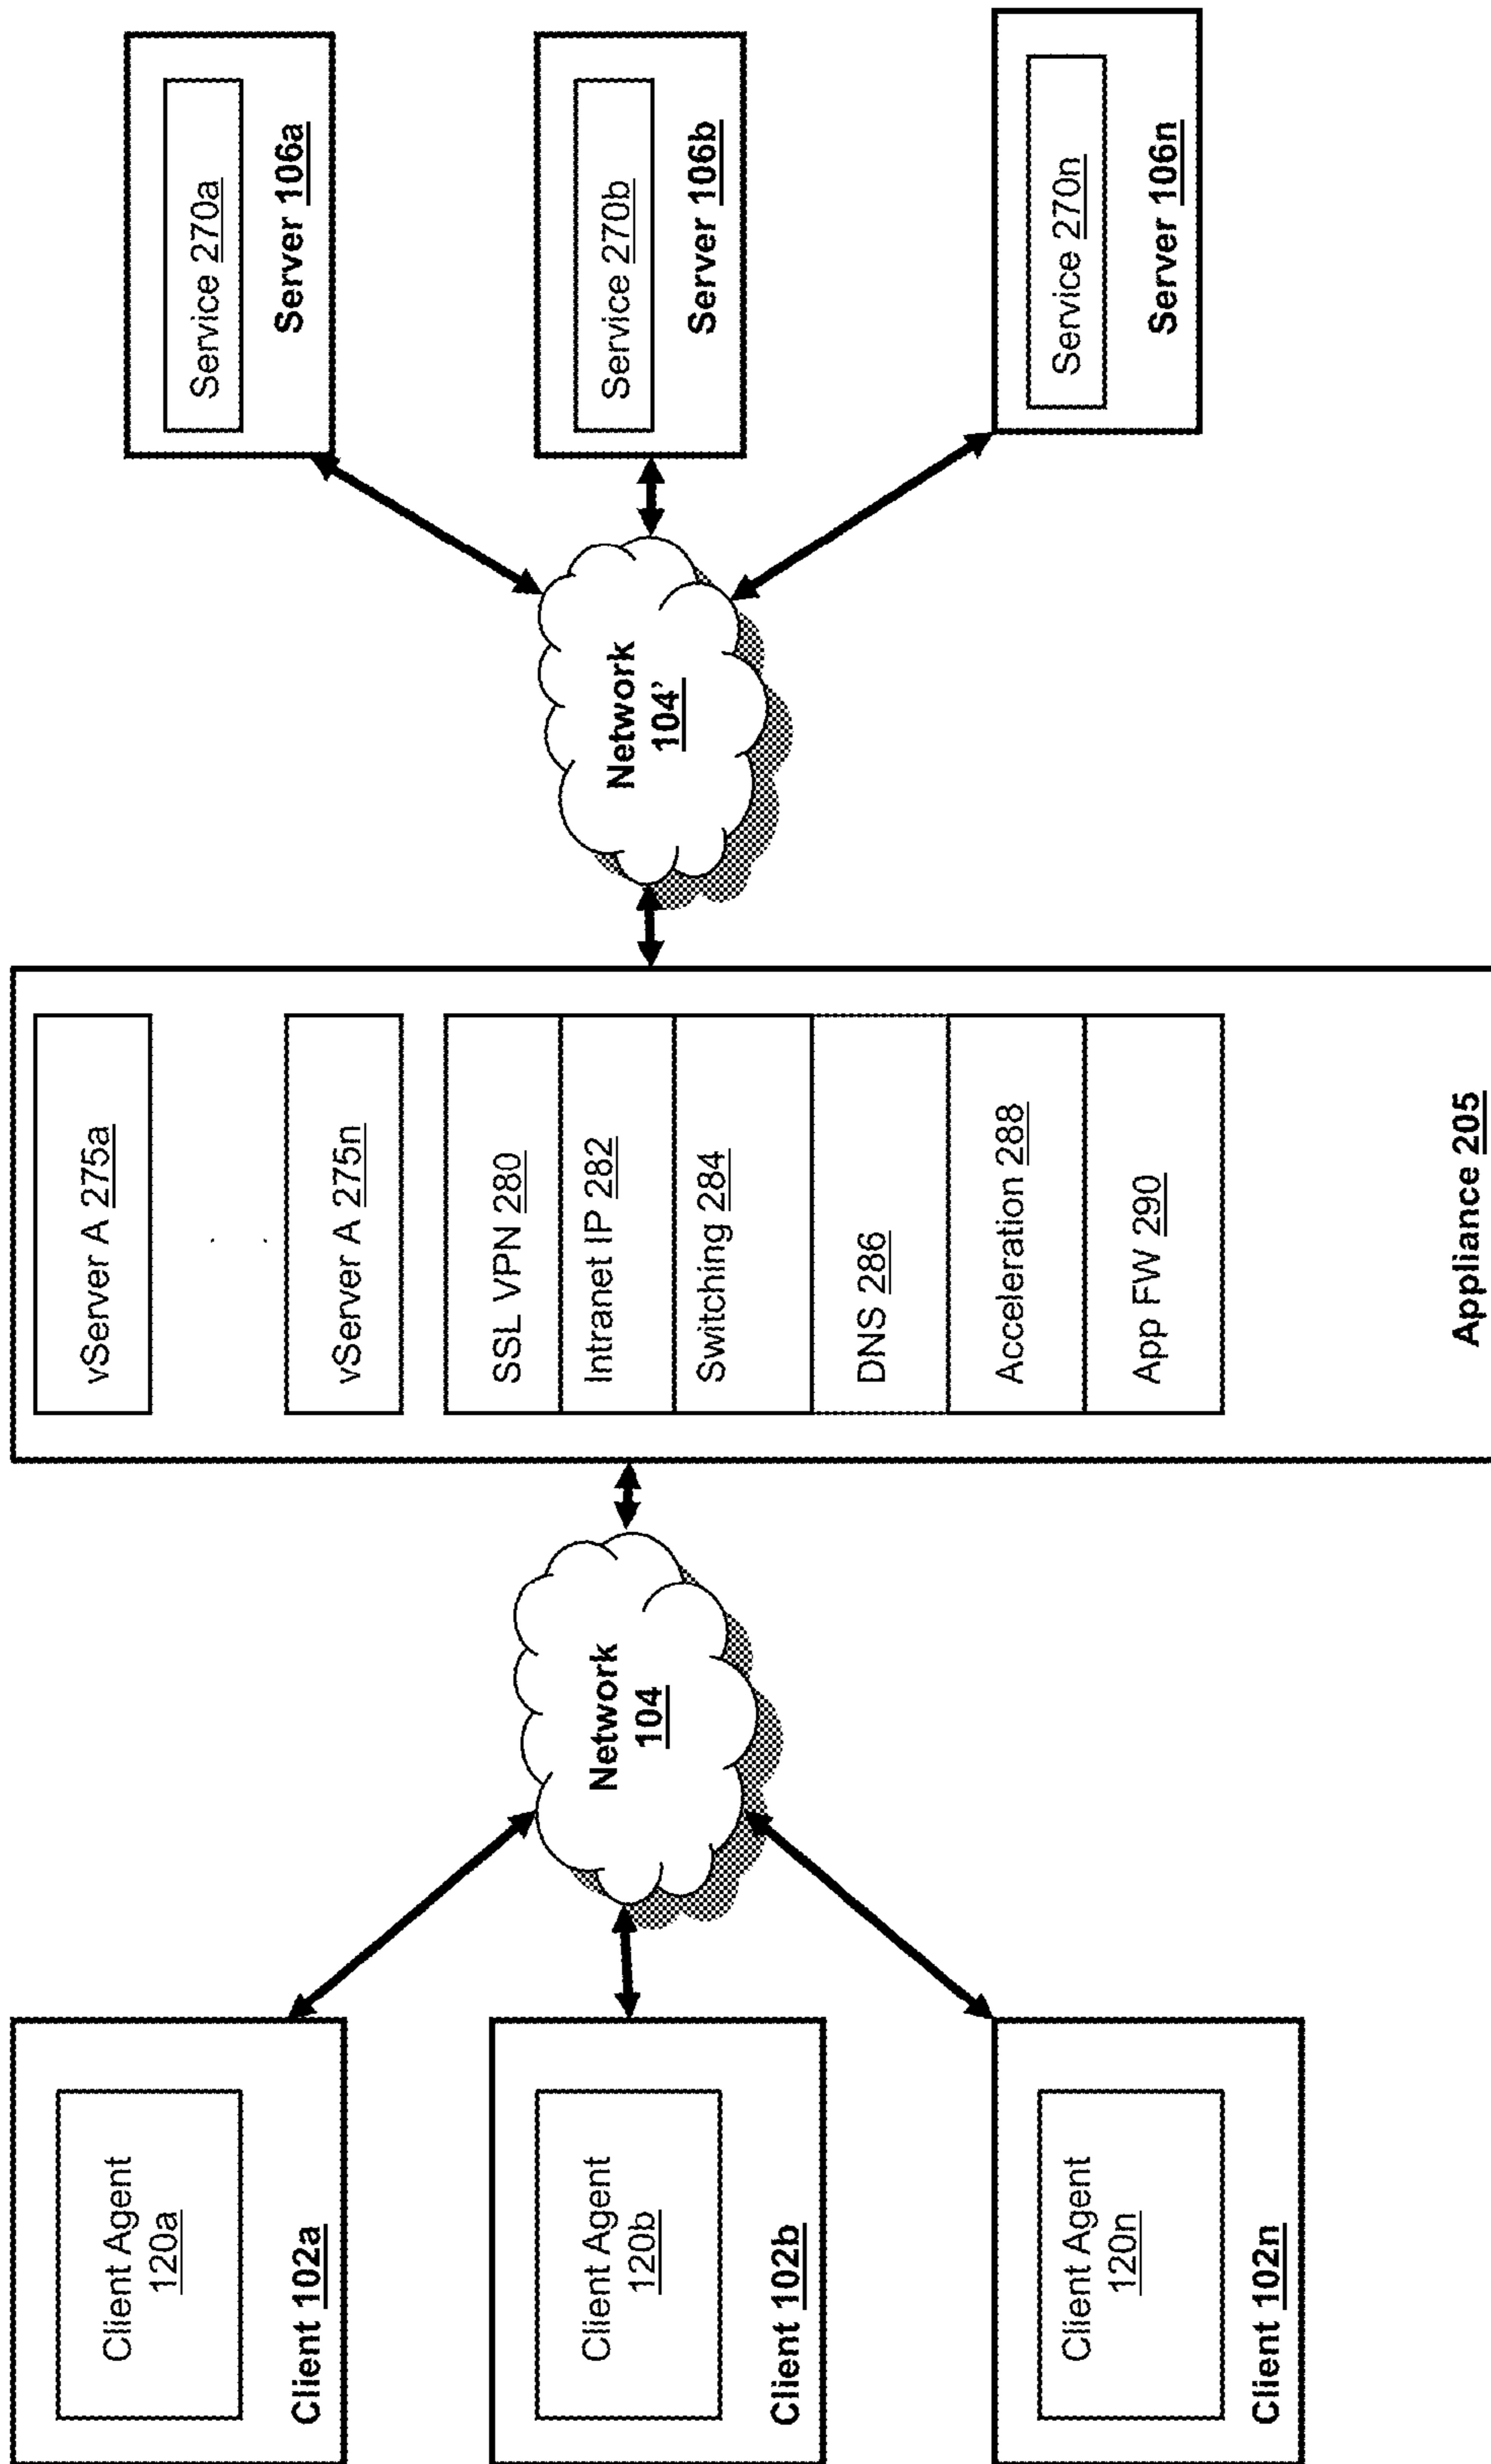 Client Agent
120a
Client 102a
Client Agent
120b
Client 102b
Client Agent
120n
Client 102n
Network
104
vServer A 275a
vServer A 275n
SSL VPN 280
Intranet IP 282
Switching 284
DNS 286
Acceleration 288
App FW 290
Appliance 205
Network
104'
Service 270a
Server 106a
Service 270b
Server 106b
Service 270n
Server 106n